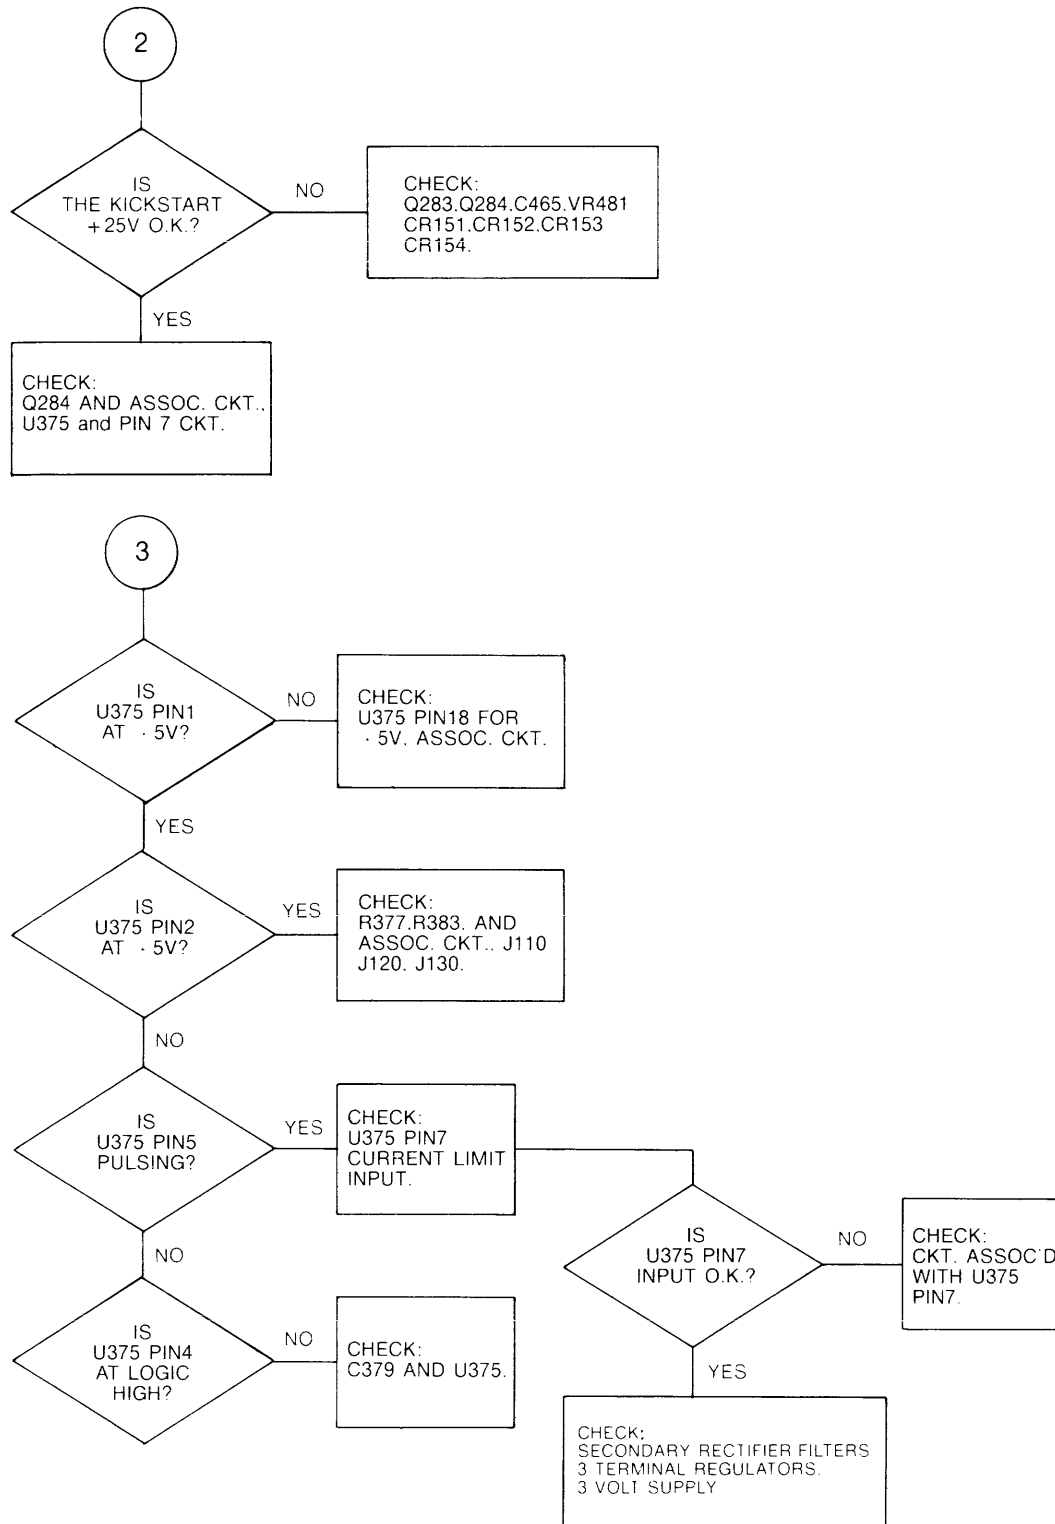 2
IS
THE KICKSTART
+25V O.K.?
NO
CHECK:
Q283.Q284.C465.VR481
CR151.CR152.CR153
CR154.
YES
CHECK:
Q284 AND ASSOC. CKT.,
U375 and PIN 7 CKT.
3
IS
U375 PIN1
AT · 5V?
NO
CHECK:
U375 PIN18 FOR
· 5V. ASSOC. CKT.
YES
IS
U375 PIN2
AT · 5V?
YES
CHECK:
R377.R383. AND
ASSOC. CKT.. J110
J120. J130.
NO
IS
U375 PIN5
PULSING?
YES
CHECK:
U375 PIN7
CURRENT LIMIT
INPUT.
IS
U375 PIN7
INPUT O.K.?
NO
CHECK:
CKT. ASSOC'D
WITH U375
PIN7.
YES
CHECK:
SECONDARY RECTIFIER FILTERS
3 TERMINAL REGULATORS.
3 VOLT SUPPLY
NO
IS
U375 PIN4
AT LOGIC
HIGH?
NO
CHECK:
C379 AND U375.